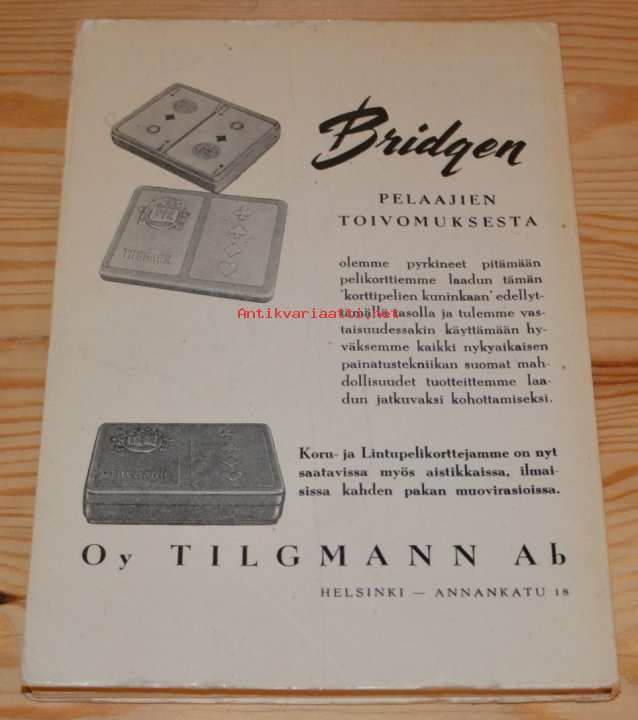 Bridgen
PELAAJIEN
TOIVOMUKSESTA
olemme pyrkineet pitämään
pelikorttiemme laadun tämän
'korttipelien kuninkaan' edellyt-
tämällä tasolla ja tulemme vas-
taisuudessakin käyttämään hy-
väksemme kaikki nykyaikaisen
painatustekniikan suomat mah-
dollisuudet tuotteittemme laa-
dun jatkuvaksi kohottamiseksi.
Antikvariaatti.net
TILGMANN
Koru- ja Lintupelikorttejamme on nyt
saatavissa myös aistikkaissa, ilmai-
sissa kahden pakan muovirasioissa.
Oy TILGMANN Ab
HELSINKI — ANNANKATU 18